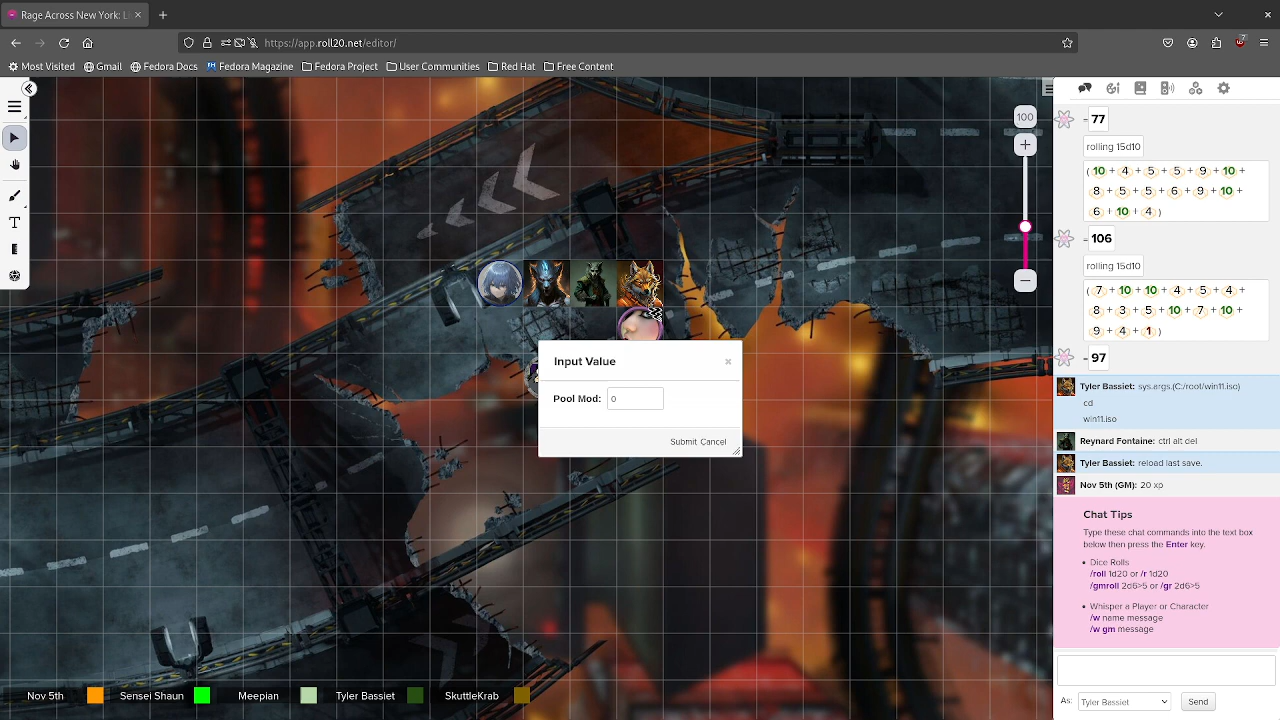 Rage Across New York: LI
https://app.roll20.net/editor/
7
Most Visited Gmail Fedora Docs Fedora Magazine Fedora Project User Communities Red Hat Free Content
100
= 77
rolling 15d10
( 10 + 4 + 5 + 5 + 9 + 10 +
8 + 5 + 5 + 6 + 9 + 10 +
6 + 10 + 4 )
= 106
rolling 15d10
( 7 + 10 + 10 + 4 + 5 + 4 +
8 + 3 + 5 + 10 + 7 + 10 +
9 + 4 + 1 )
= 97
Tyler Bassiet: sys.args.(C:/root/win11.iso)
cd
win11.iso
Reynard Fontaine: ctrl alt del
Tyler Bassiet: reload last save.
Nov 5th (GM): 20 xp
Chat Tips
Type these chat commands into the text box
below then press the Enter key.
• Dice Rolls
/roll 1d20 or /r 1d20
/gmroll 2d6>5 or /gr 2d6>5
• Whisper a Player or Character
/w name message
/w gm message
As: Tyler Bassiet Send
Input Value
Pool Mod: 0
Submit Cancel
Nov 5th Sensei Shaun Meepian Tyler Bassiet SkuttleKrab